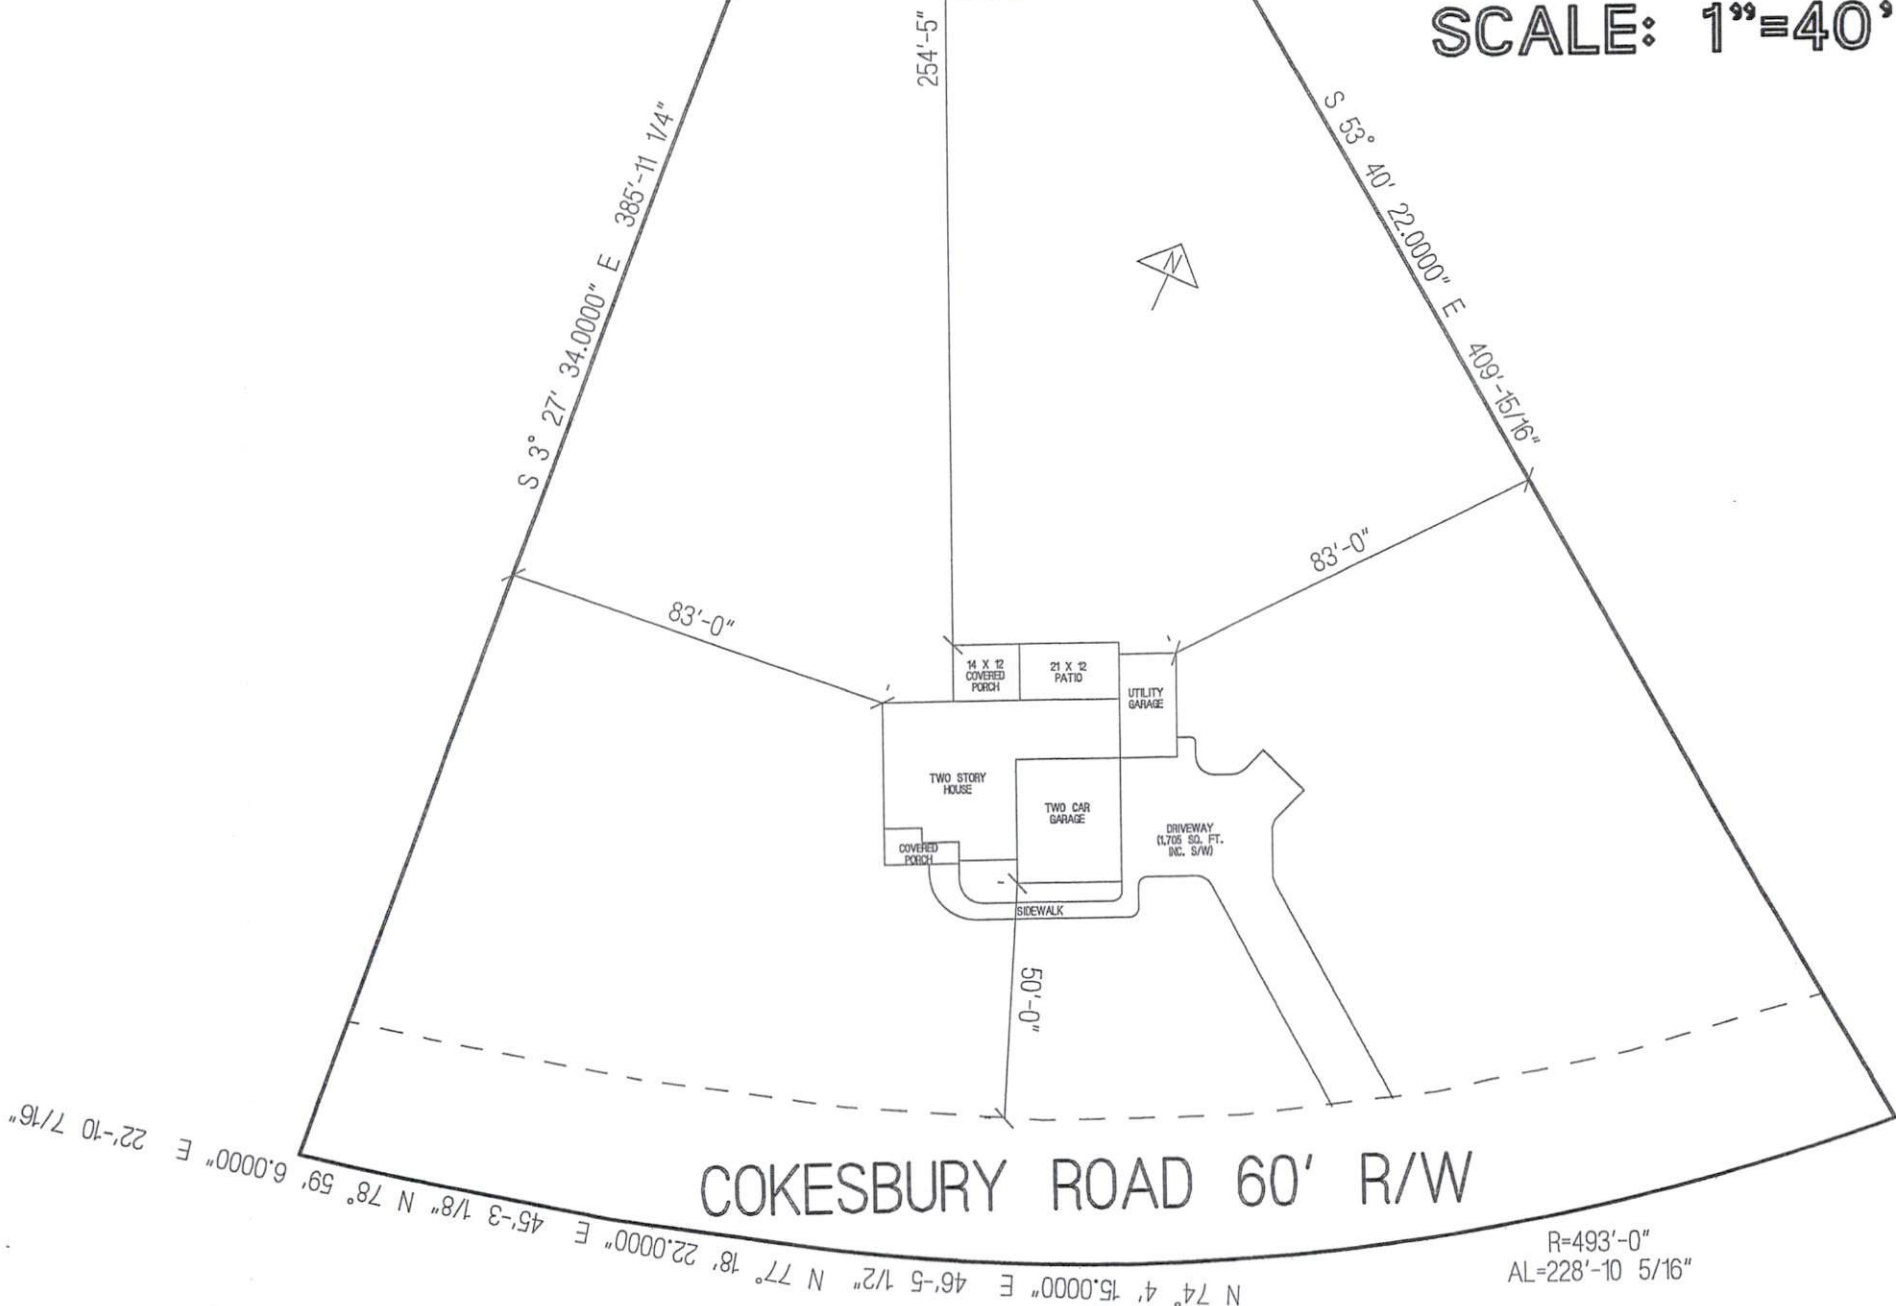 SCALE: 1"=40'
254'-5"
S 3° 27' 34.0000" E 385'-11 1/4"
S 53° 40' 22.0000" E 409'-15/16"
N
83'-0"
83'-0"
14 X 12
COVERED
PORCH
21 X 12
PATIO
UTILITY
GARAGE
TWO STORY
HOUSE
TWO CAR
GARAGE
DRIVEWAY
(1,705 SQ. FT.
INC. S/W)
COVERED
PORCH
SIDEWALK
50'-0"
COKESBURY ROAD 60' R/W
N 78° 59' 6.0000" E 22'-10 7/16"
N 77° 18' 22.0000" E 45'-3 1/8"
N 74° 4' 15.0000" E 46'-5 1/2"
R=493'-0"
AL=228'-10 5/16"